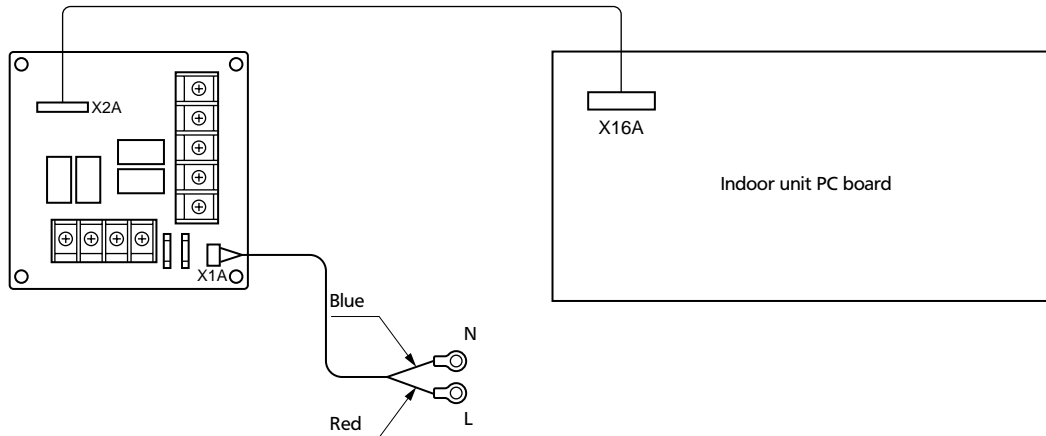 X2A
X16A
Indoor unit PC board
X1A
Blue
N
Red
L